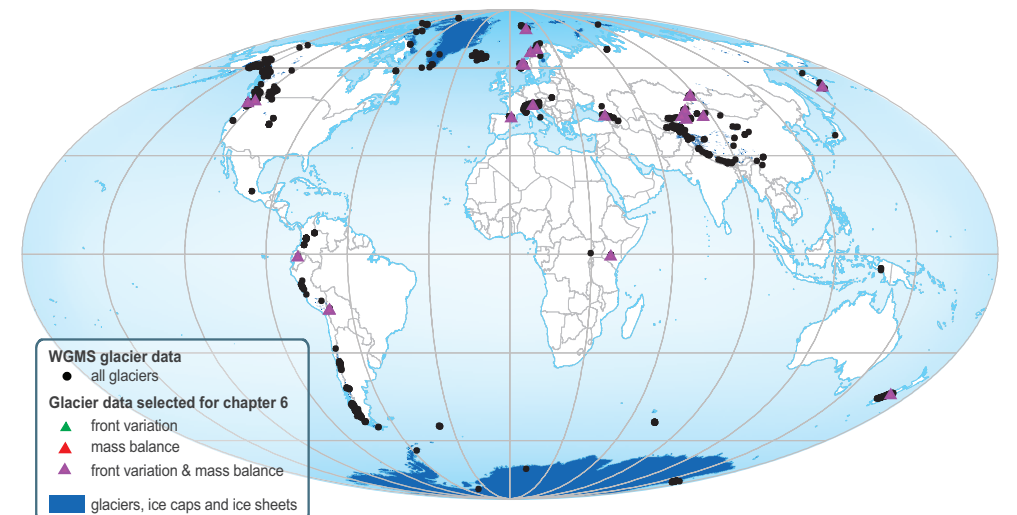 WGMS glacier data
all glaciers
Glacier data selected for chapter 6
front variation
mass balance
front variation & mass balance
glaciers, ice caps and ice sheets